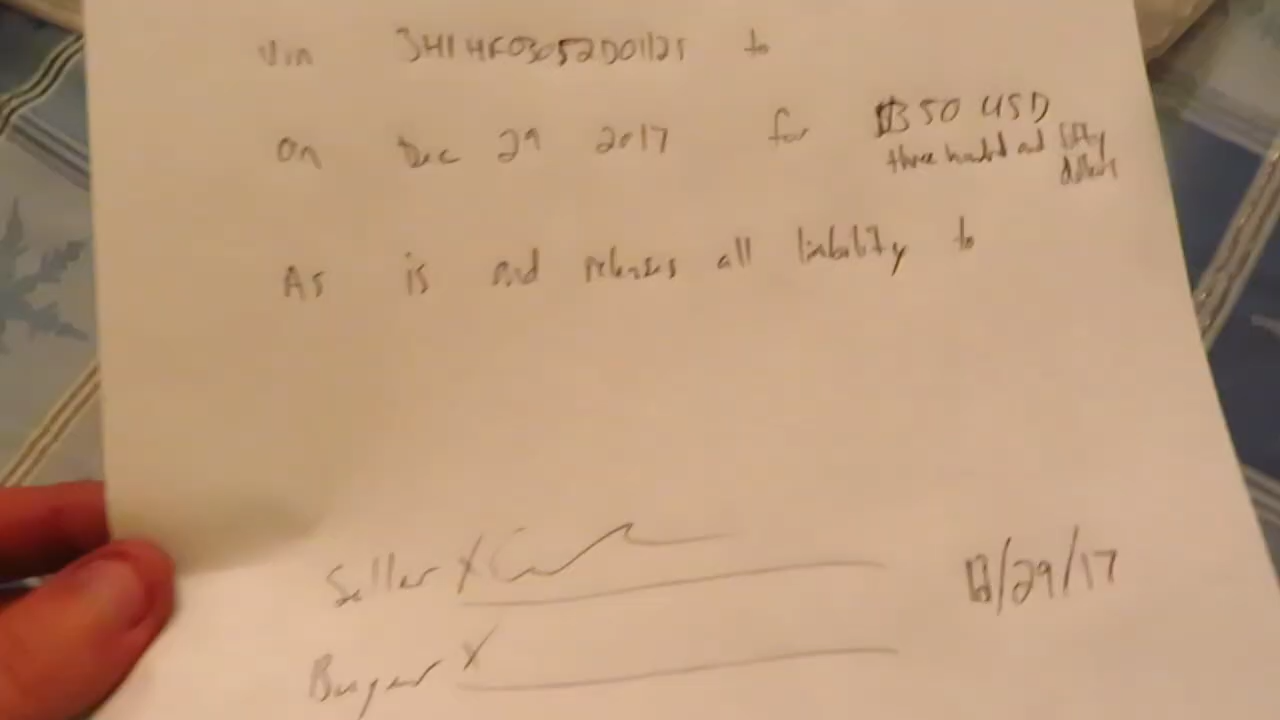 Vin JH14F03052D01125 to
On Dec 29 2017 for $350 USD
three hundred and fifty
dollars
As is and releases all liability to
Seller X
12/29/17
Buyer X